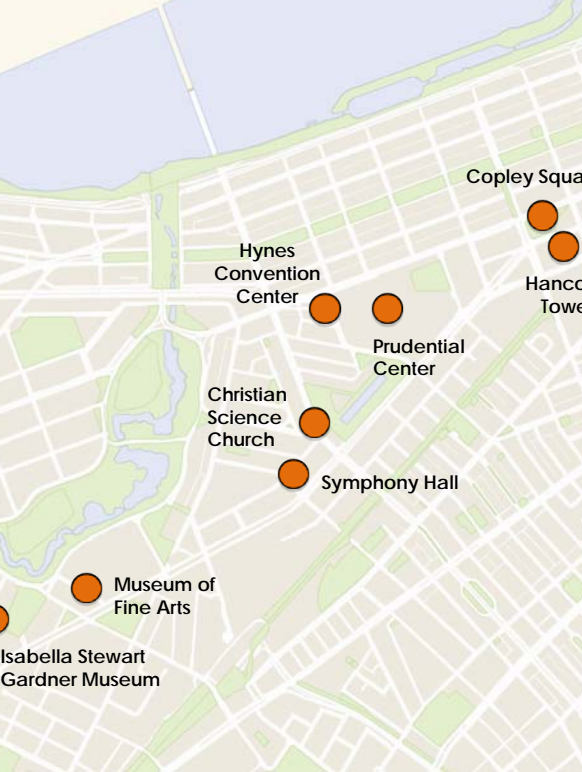 Copley Squa
Hynes
Convention
Center
Hanco
Towe
Prudential
Center
Christian
Science
Church
Symphony Hall
Museum of
Fine Arts
Isabella Stewart
Gardner Museum